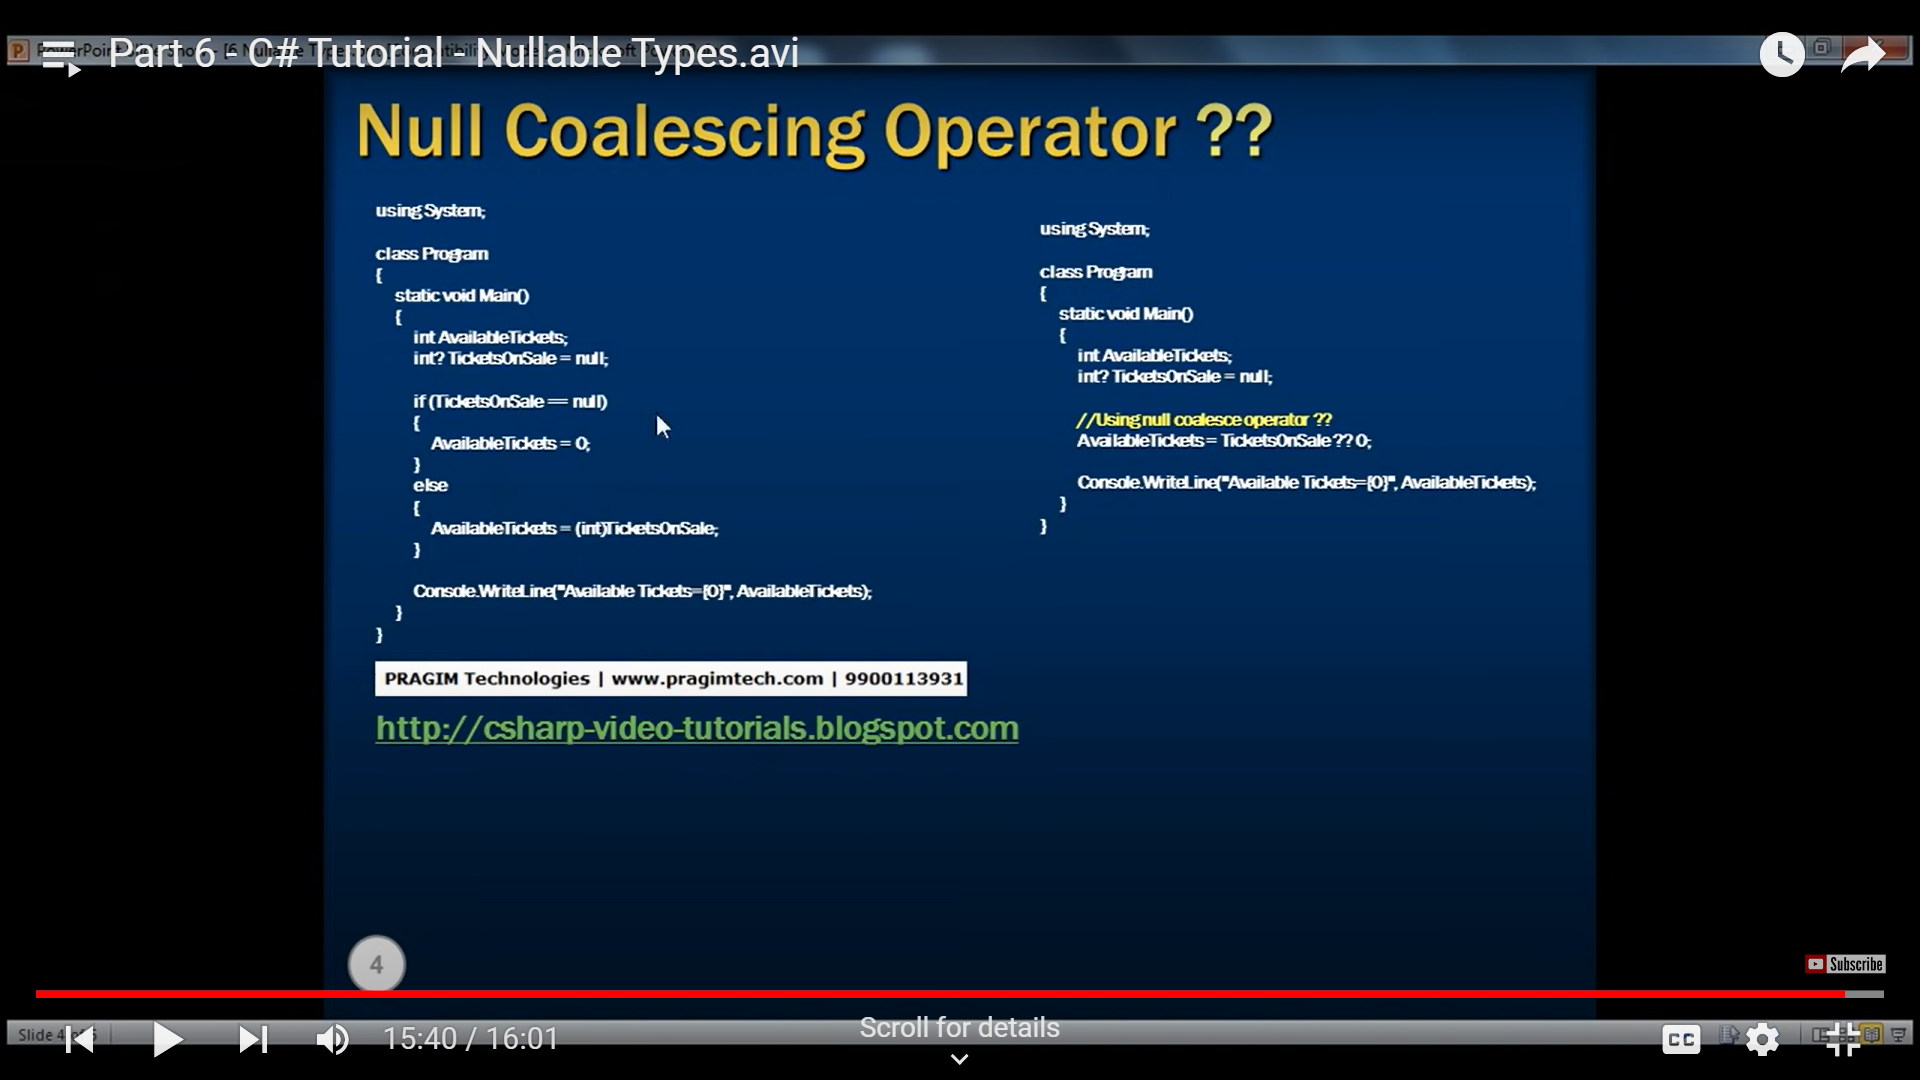 Part 6 - C# Tutorial - Nullable Types.avi
Null Coalescing Operator ??
using System;
class Program
{
static void Main()
{
int AvailableTickets;
int? TicketsOnSale = null;
if (TicketsOnSale == null)
{
AvailableTickets = 0;
}
else
{
AvailableTickets = (int)TicketsOnSale;
}
Console.WriteLine("Available Tickets={0}", AvailableTickets);
}
}
using System;
class Program
{
static void Main()
{
int AvailableTickets;
int? TicketsOnSale = null;
//Using null coalesce operator ??
AvailableTickets = TicketsOnSale ?? 0;
Console.WriteLine("Available Tickets={0}", AvailableTickets);
}
}
PRAGIM Technologies | www.pragimtech.com | 9900113931
http://csharp-video-tutorials.blogspot.com
4
Subscribe
Slide 4
15:40 / 16:01
Scroll for details
CC